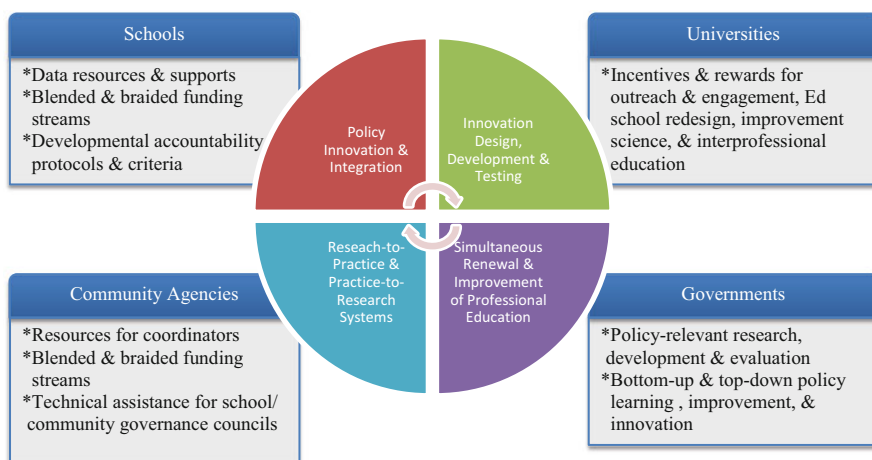 Schools
*Data resources & supports
*Blended & braided funding
streams
*Developmental accountability
protocols & criteria
Policy
Innovation &
Integration
Innovation
Design,
Development &
Testing
Universities
*Incentives & rewards for
outreach & engagement, Ed
school redesign, improvement
science, & interprofessional
education
Community Agencies
*Resources for coordinators
*Blended & braided funding
streams
*Technical assistance for school/
community governance councils
Reseach-to-
Practice &
Practice-to-
Research
Systems
Simultaneous
Renewal &
Improvement
of Professional
Education
Governments
*Policy-relevant research,
development & evaluation
*Bottom-up & top-down policy
learning , improvement, &
innovation